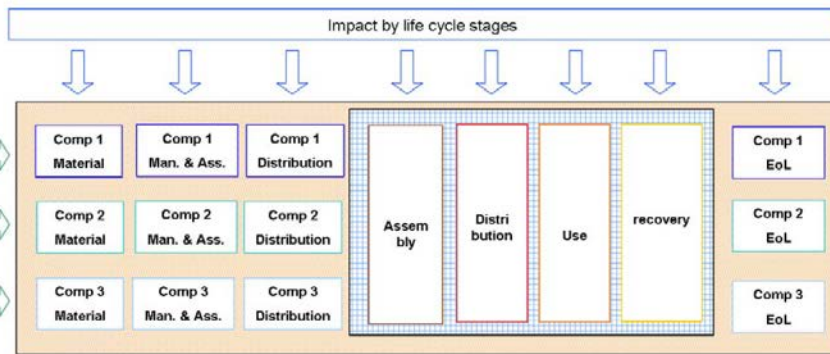 Impact by life cycle stages
Comp 1
Material
Comp 1
Man. & Ass.
Comp 1
Distribution
Comp 2
Material
Comp 2
Man. & Ass.
Comp 2
Distribution
Comp 3
Material
Comp 3
Man. & Ass.
Comp 3
Distribution
Assem
bly
Distri
bution
Use
recovery
Comp 1
EoL
Comp 2
EoL
Comp 3
EoL